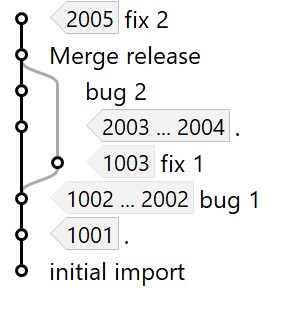 2005 fix 2
Merge release
bug 2
2003 ... 2004 .
1003 fix 1
1002 ... 2002 bug 1
1001 .
initial import